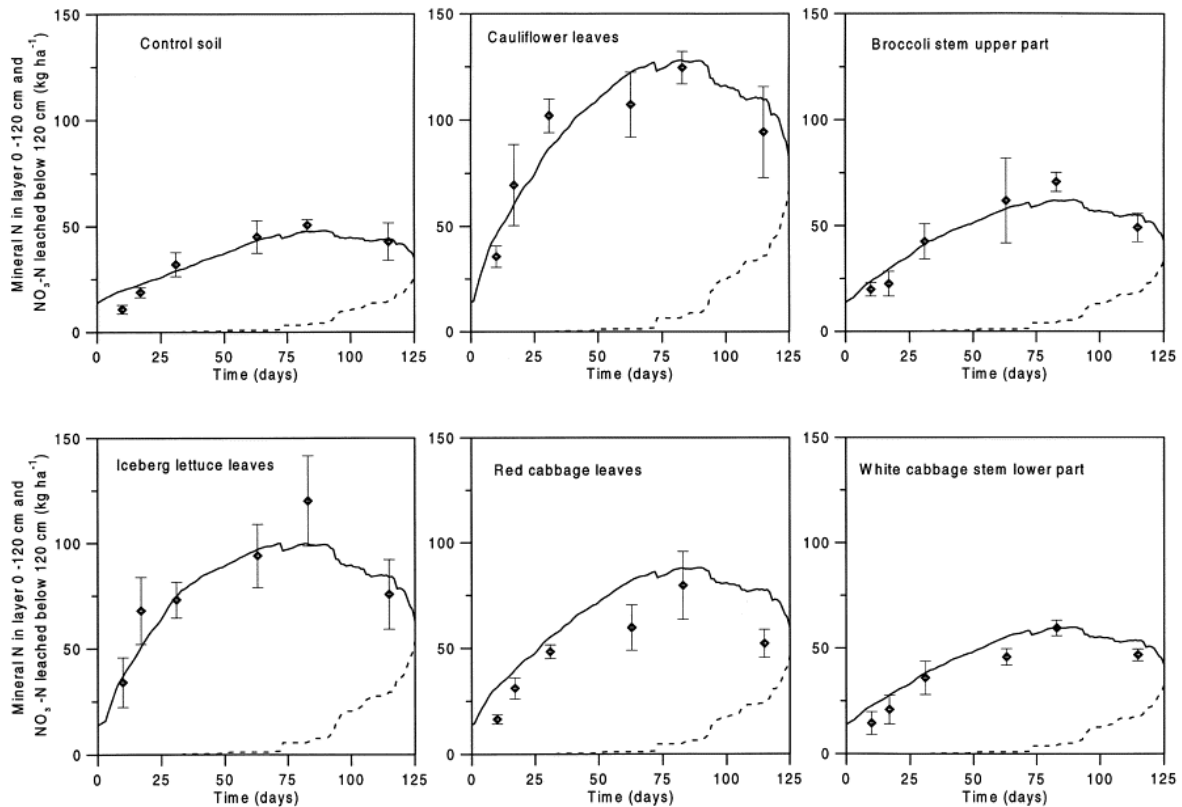 Mineral N in layer 0 -120 cm and
NO₃-N leached below 120 cm (kg ha⁻¹)
150
100
50
0
Control soil
0 25 50 75 100 125
Time (days)
150
100
50
0
Cauliflower leaves
0 25 50 75 100 125
Time (days)
150
100
50
0
Broccoli stem upper part
0 25 50 75 100 125
Time (days)
Mineral N in layer 0 -120 cm and
NO₃-N leached below 120 cm (kg ha⁻¹)
150
100
50
0
Iceberg lettuce leaves
0 25 50 75 100 125
Time (days)
150
100
50
0
Red cabbage leaves
0 25 50 75 100 125
Time (days)
150
100
50
0
White cabbage stem lower part
0 25 50 75 100 125
Time (days)